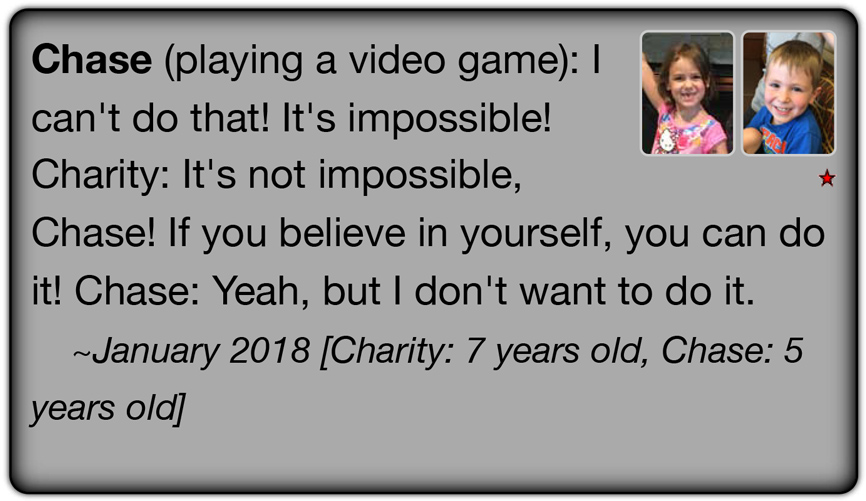 Chase (playing a video game): I
can't do that! It's impossible!
Charity: It's not impossible,
Chase! If you believe in yourself, you can do
it! Chase: Yeah, but I don't want to do it.
~January 2018 [Charity: 7 years old, Chase: 5
years old]